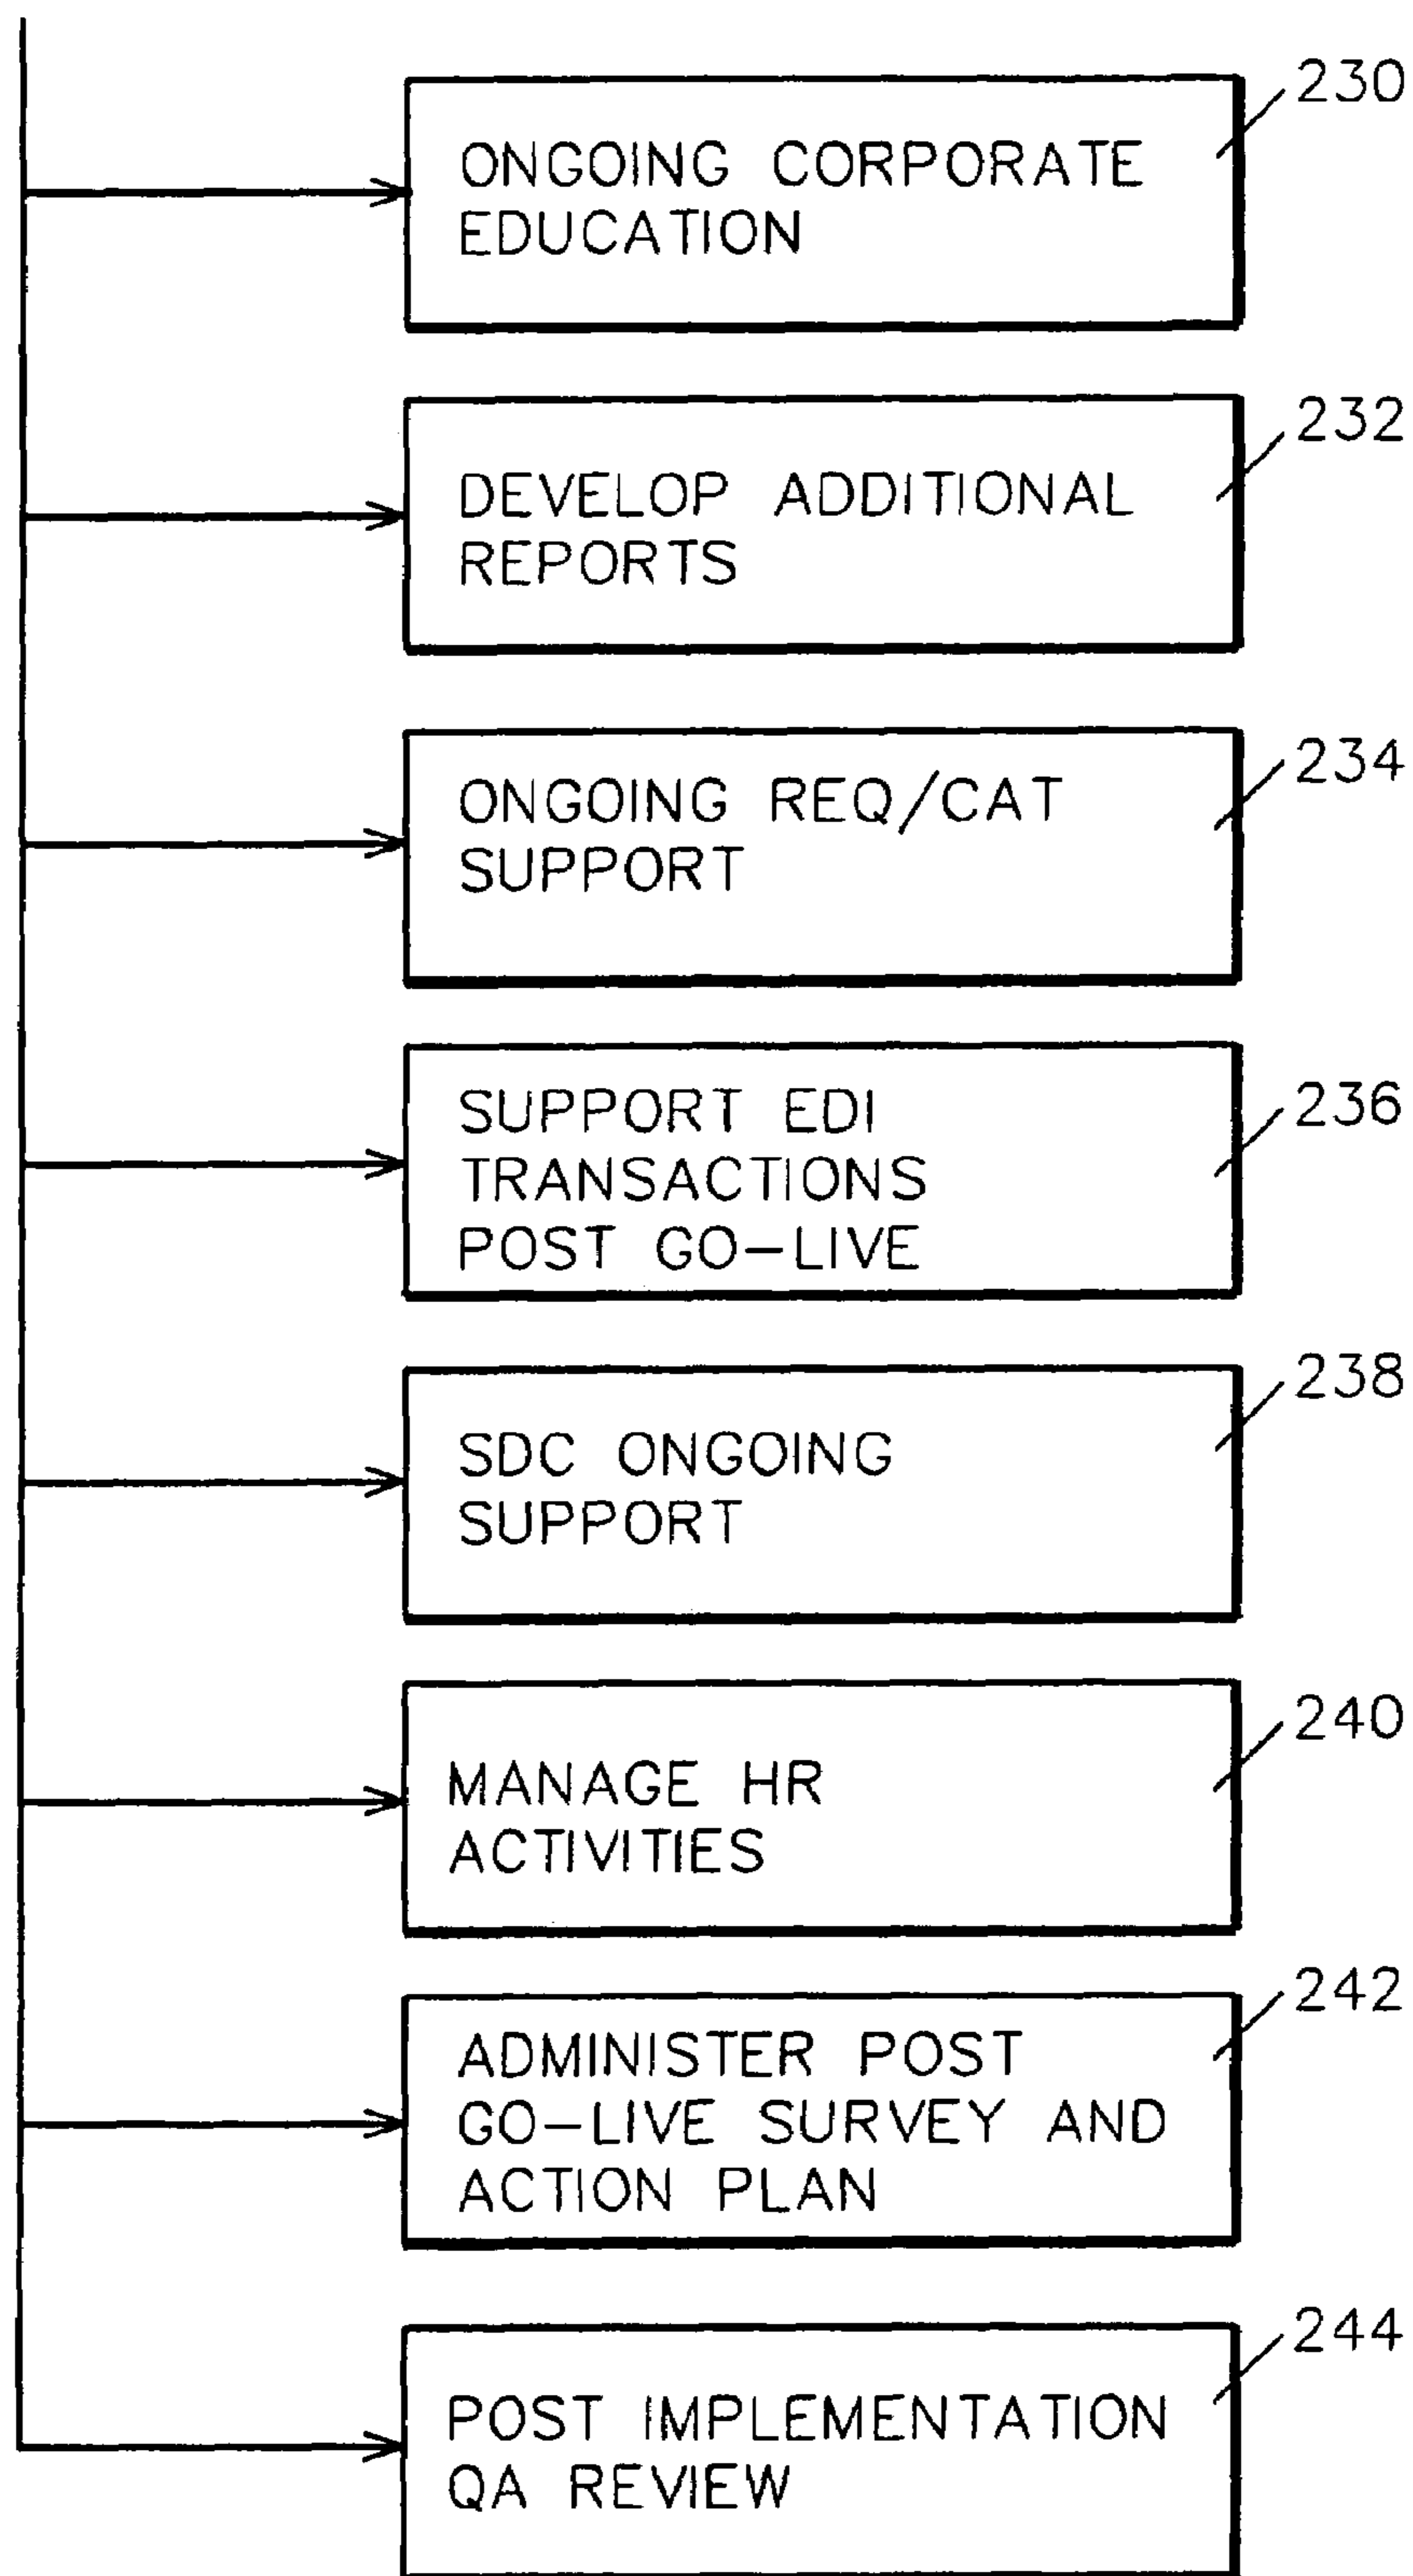 230
ONGOING CORPORATE
EDUCATION
232
DEVELOP ADDITIONAL
REPORTS
234
ONGOING REQ/CAT
SUPPORT
236
SUPPORT EDI
TRANSACTIONS
POST GO-LIVE
238
SDC ONGOING
SUPPORT
240
MANAGE HR
ACTIVITIES
242
ADMINISTER POST
GO-LIVE SURVEY AND
ACTION PLAN
244
POST IMPLEMENTATION
QA REVIEW